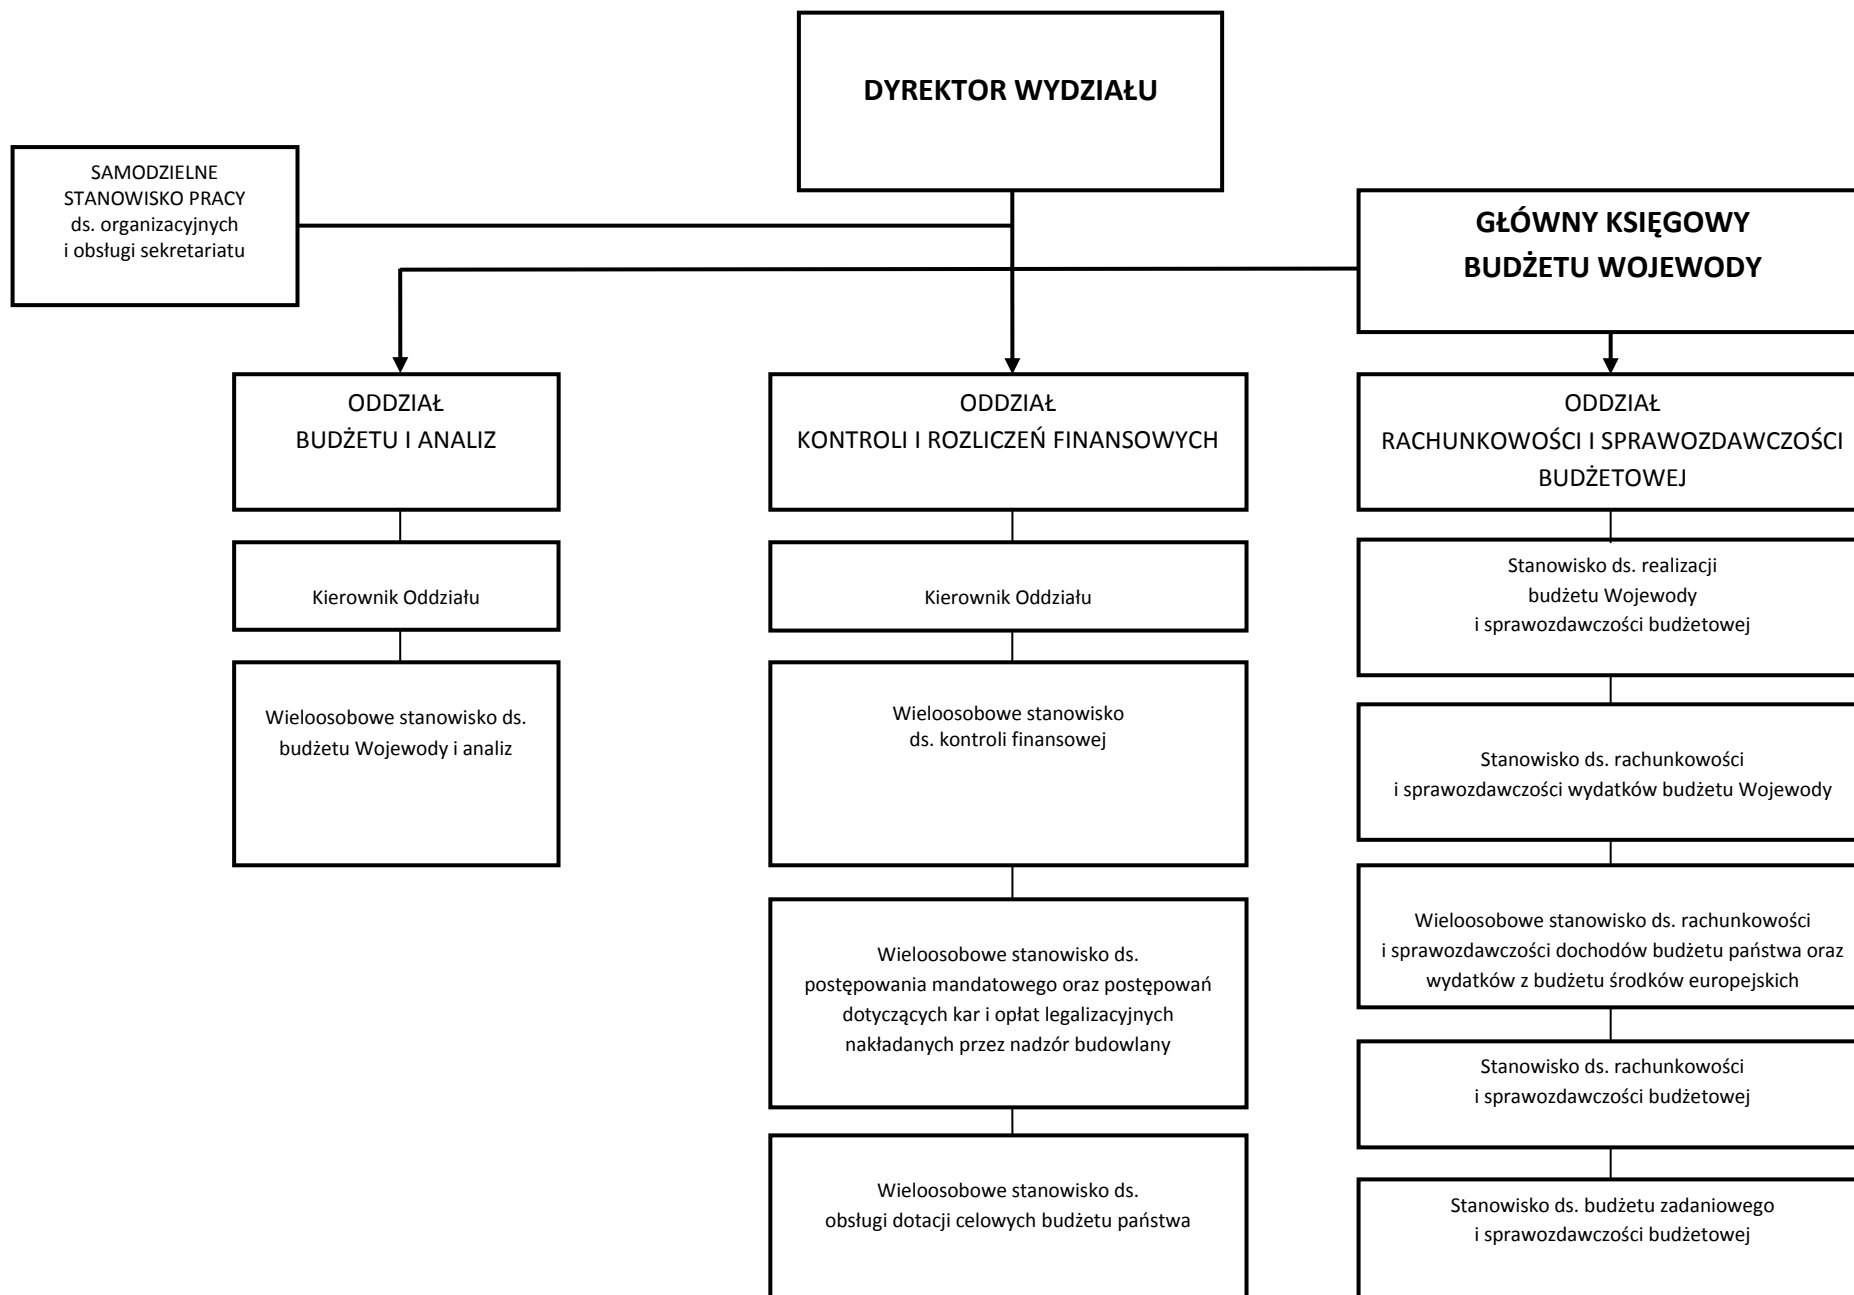 DYREKTOR WYDZIAŁU
SAMODZIELNE
STANOWISKO PRACY
ds. organizacyjnych
i obsługi sekretariatu
GŁÓWNY KSIĘGOWY
BUDŻETU WOJEWODY
ODDZIAŁ
BUDŻETU I ANALIZ
Kierownik Oddziału
Wieloosobowe stanowisko ds.
budżetu Wojewody i analiz
ODDZIAŁ
KONTROLI I ROZLICZEŃ FINANSOWYCH
Kierownik Oddziału
Wieloosobowe stanowisko
ds. kontroli finansowej
Wieloosobowe stanowisko ds.
postępowania mandatowego oraz postępowań
dotyczących kar i opłat legalizacyjnych
nakładanych przez nadzór budowlany
Wieloosobowe stanowisko ds.
obsługi dotacji celowych budżetu państwa
ODDZIAŁ
RACHUNKOWOŚCI I SPRAWOZDAWCZOŚCI
BUDŻETOWEJ
Stanowisko ds. realizacji
budżetu Wojewody
i sprawozdawczości budżetowej
Stanowisko ds. rachunkowości
i sprawozdawczości wydatków budżetu Wojewody
Wieloosobowe stanowisko ds. rachunkowości
i sprawozdawczości dochodów budżetu państwa oraz
wydatków z budżetu środków europejskich
Stanowisko ds. rachunkowości
i sprawozdawczości budżetowej
Stanowisko ds. budżetu zadaniowego
i sprawozdawczości budżetowej